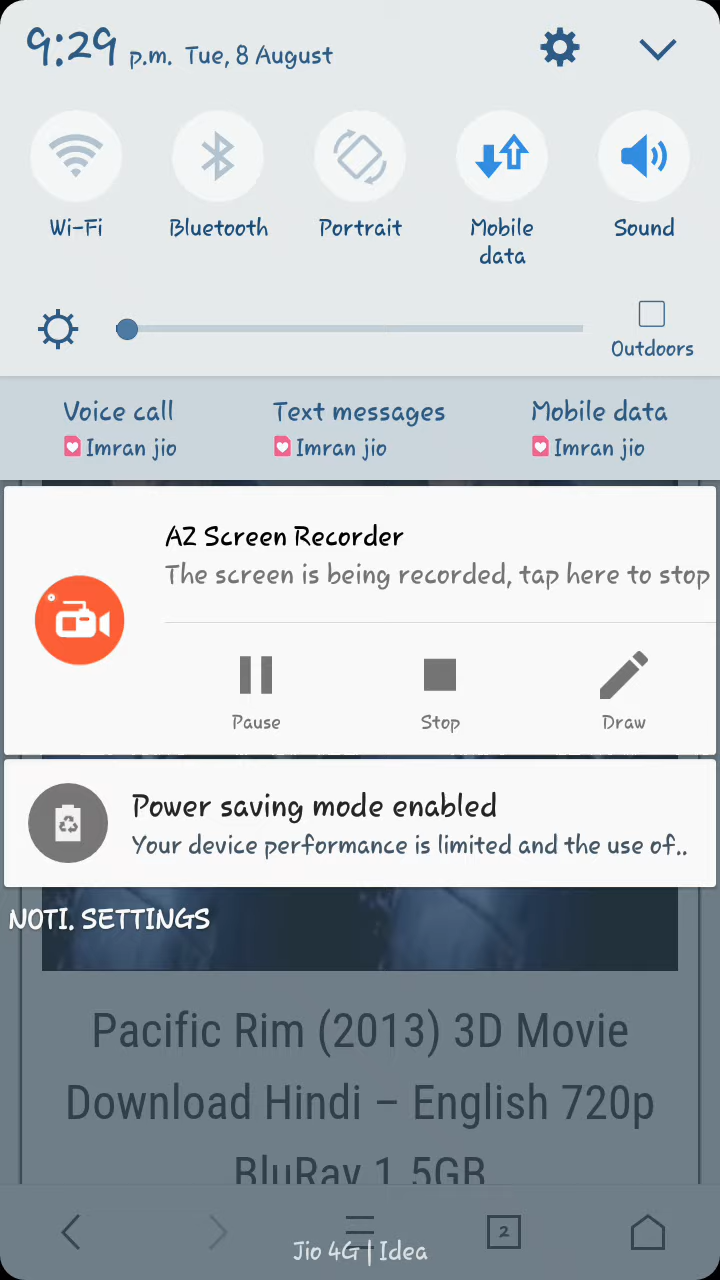 9:29 p.m. Tue, 8 August
Wi-Fi Bluetooth Portrait Mobile data Sound
Outdoors
Voice call Text messages Mobile data
Imran jio Imran jio Imran jio
AZ Screen Recorder
The screen is being recorded, tap here to stop
Pause Stop Draw
Power saving mode enabled
Your device performance is limited and the use of..
NOTI. SETTINGS
Pacific Rim (2013) 3D Movie
Download Hindi – English 720p
BluRay 1.5GB
2
Jio 4G | Idea